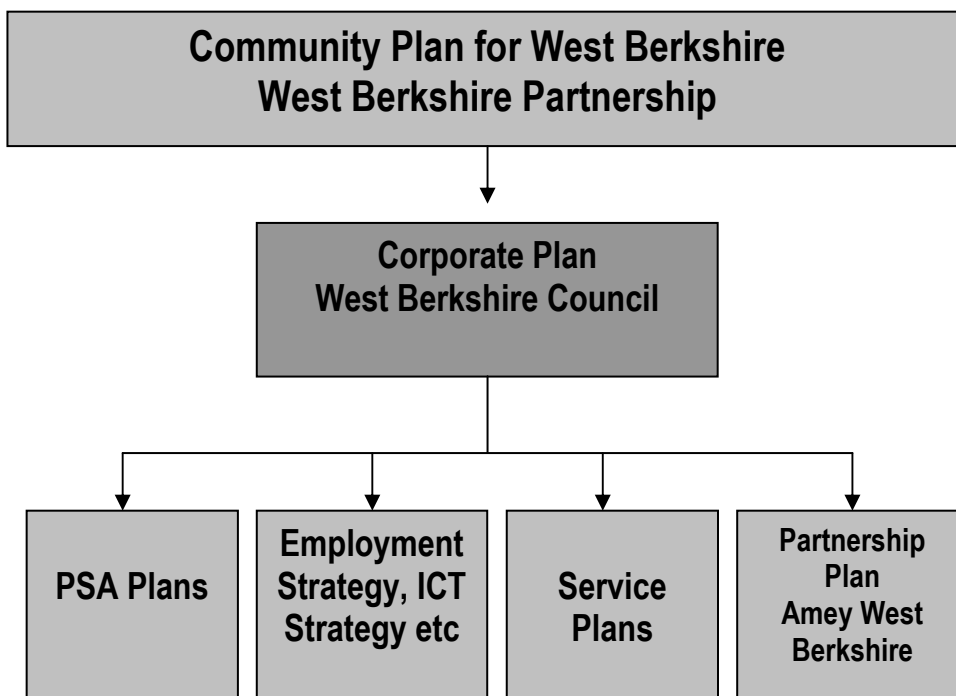 Community Plan for West Berkshire
West Berkshire Partnership
Corporate Plan
West Berkshire Council
PSA Plans
Employment
Strategy, ICT
Strategy etc
Service
Plans
Partnership
Plan
Amey West
Berkshire